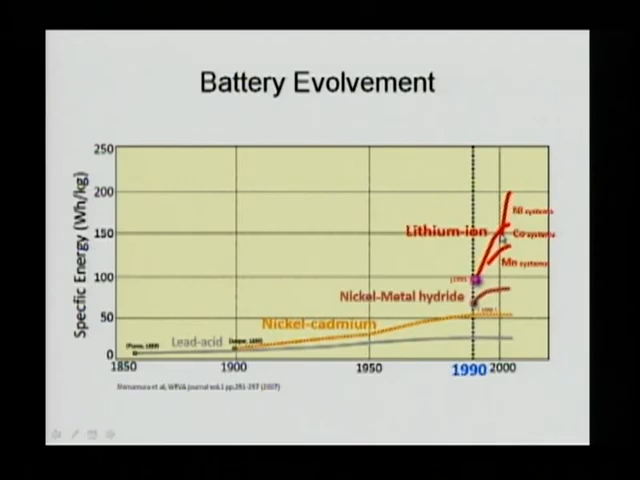 Battery Evolvement
Specfic Energy (Wh/kg)
250
200
150
100
50
0
Ni systems
Lithium-ion
Co systems
Mn systems
Nickel-Metal hydride
Nickel-cadmium
Lead-acid
1850
1900
1950
1990
2000